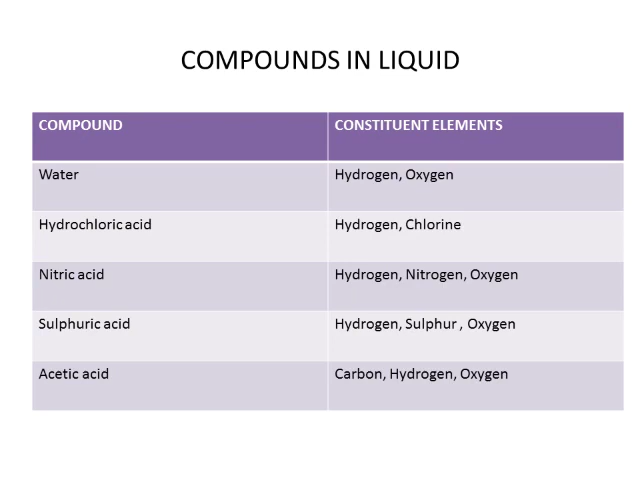 COMPOUNDS IN LIQUID
COMPOUND CONSTITUENT ELEMENTS
Water Hydrogen, Oxygen
Hydrochloric acid Hydrogen, Chlorine
Nitric acid Hydrogen, Nitrogen, Oxygen
Sulphuric acid Hydrogen, Sulphur , Oxygen
Acetic acid Carbon, Hydrogen, Oxygen